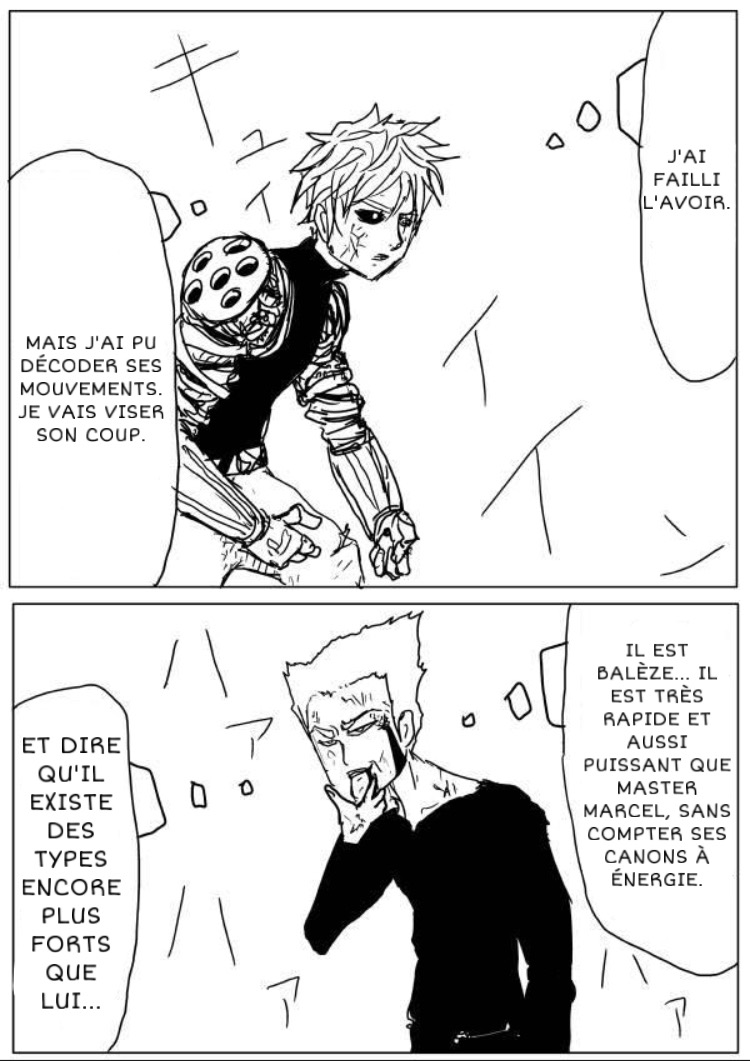 J'AI
FAILLI
L'AVOIR.
MAIS J'AI PU
DÉCODER SES
MOUVEMENTS.
JE VAIS VISER
SON COUP.
IL EST
BALÈZE... IL
EST TRÈS
RAPIDE ET
AUSSI
PUISSANT QUE
MASTER
MARCEL, SANS
COMPTER SES
CANONS À
ÉNERGIE.
ET DIRE
QU'IL
EXISTE
DES
TYPES
ENCORE
PLUS
FORTS
QUE
LUI...